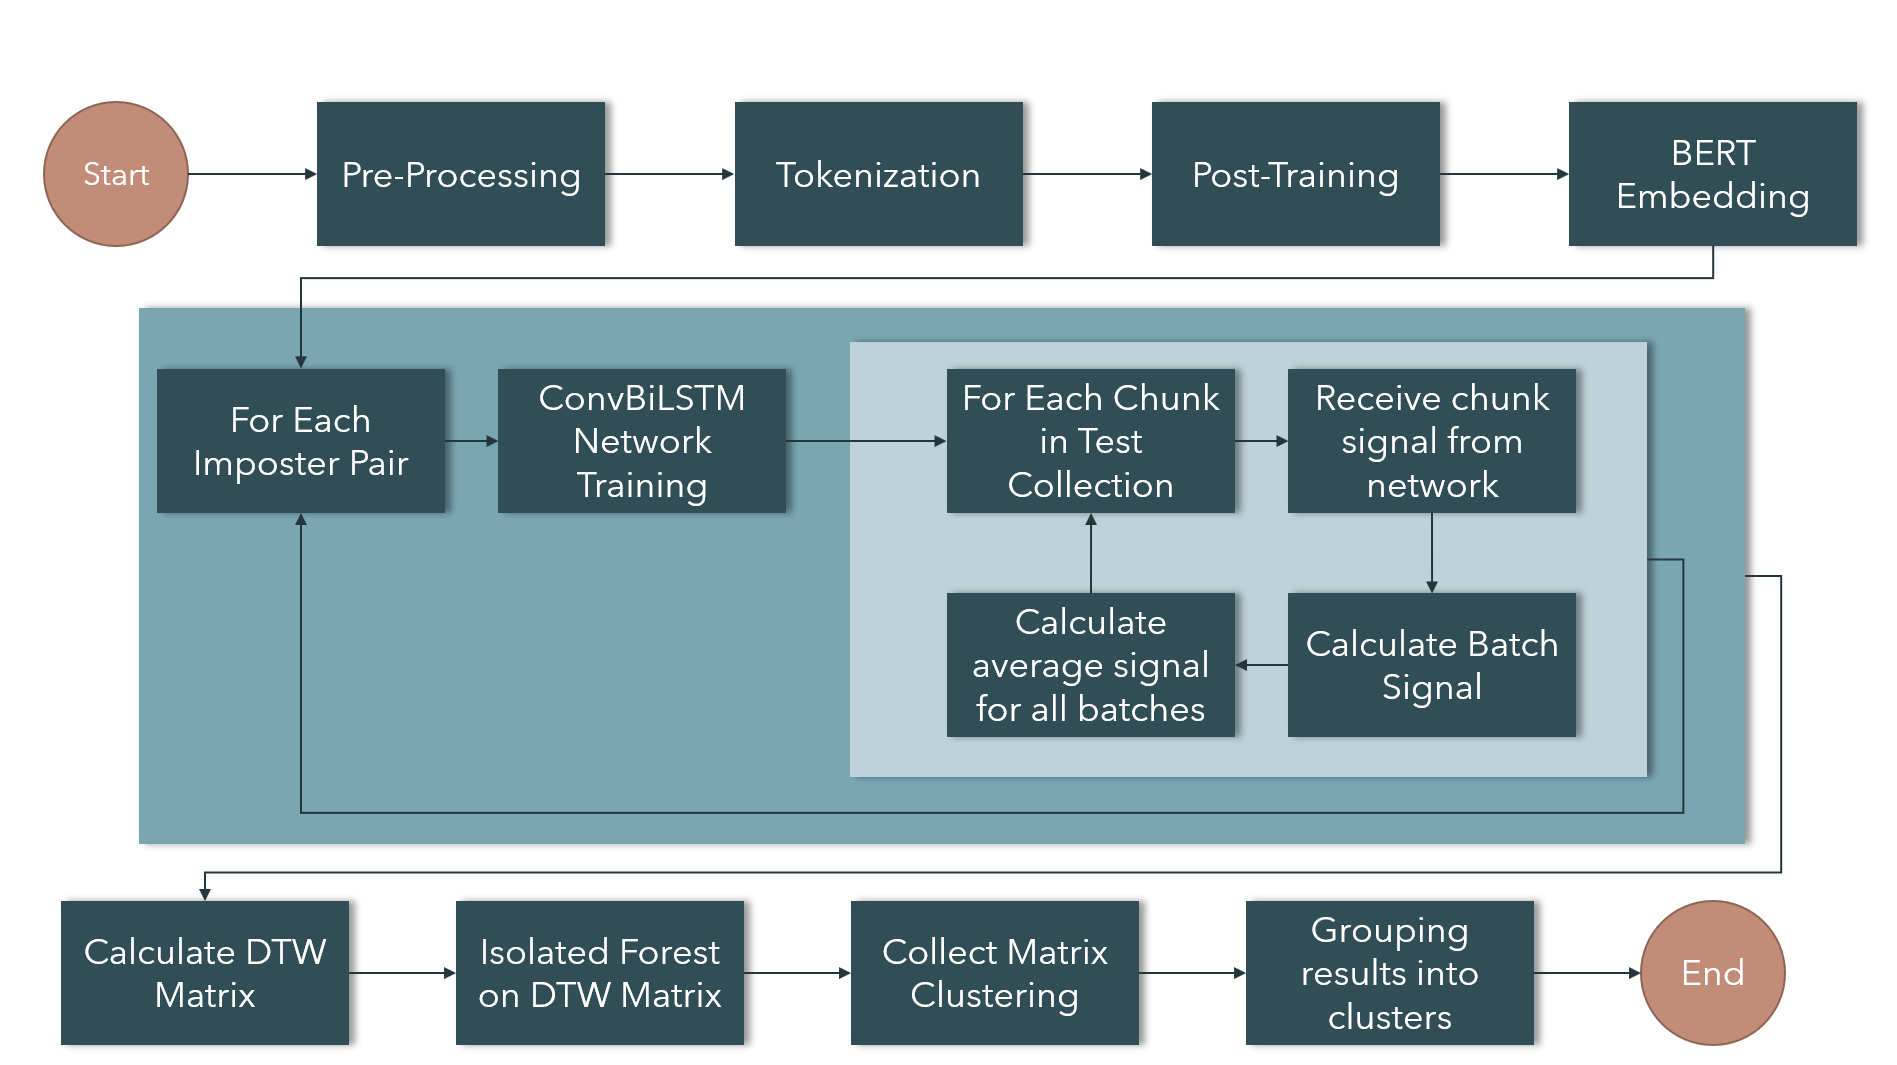 Start
Pre-Processing
Tokenization
Post-Training
BERT
Embedding
For Each
Imposter Pair
ConvBiLSTM
Network
Training
For Each Chunk
in Test
Collection
Receive chunk
signal from
network
Calculate
average signal
for all batches
Calculate Batch
Signal
Calculate DTW
Matrix
Isolated Forest
on DTW Matrix
Collect Matrix
Clustering
Grouping
results into
clusters
End